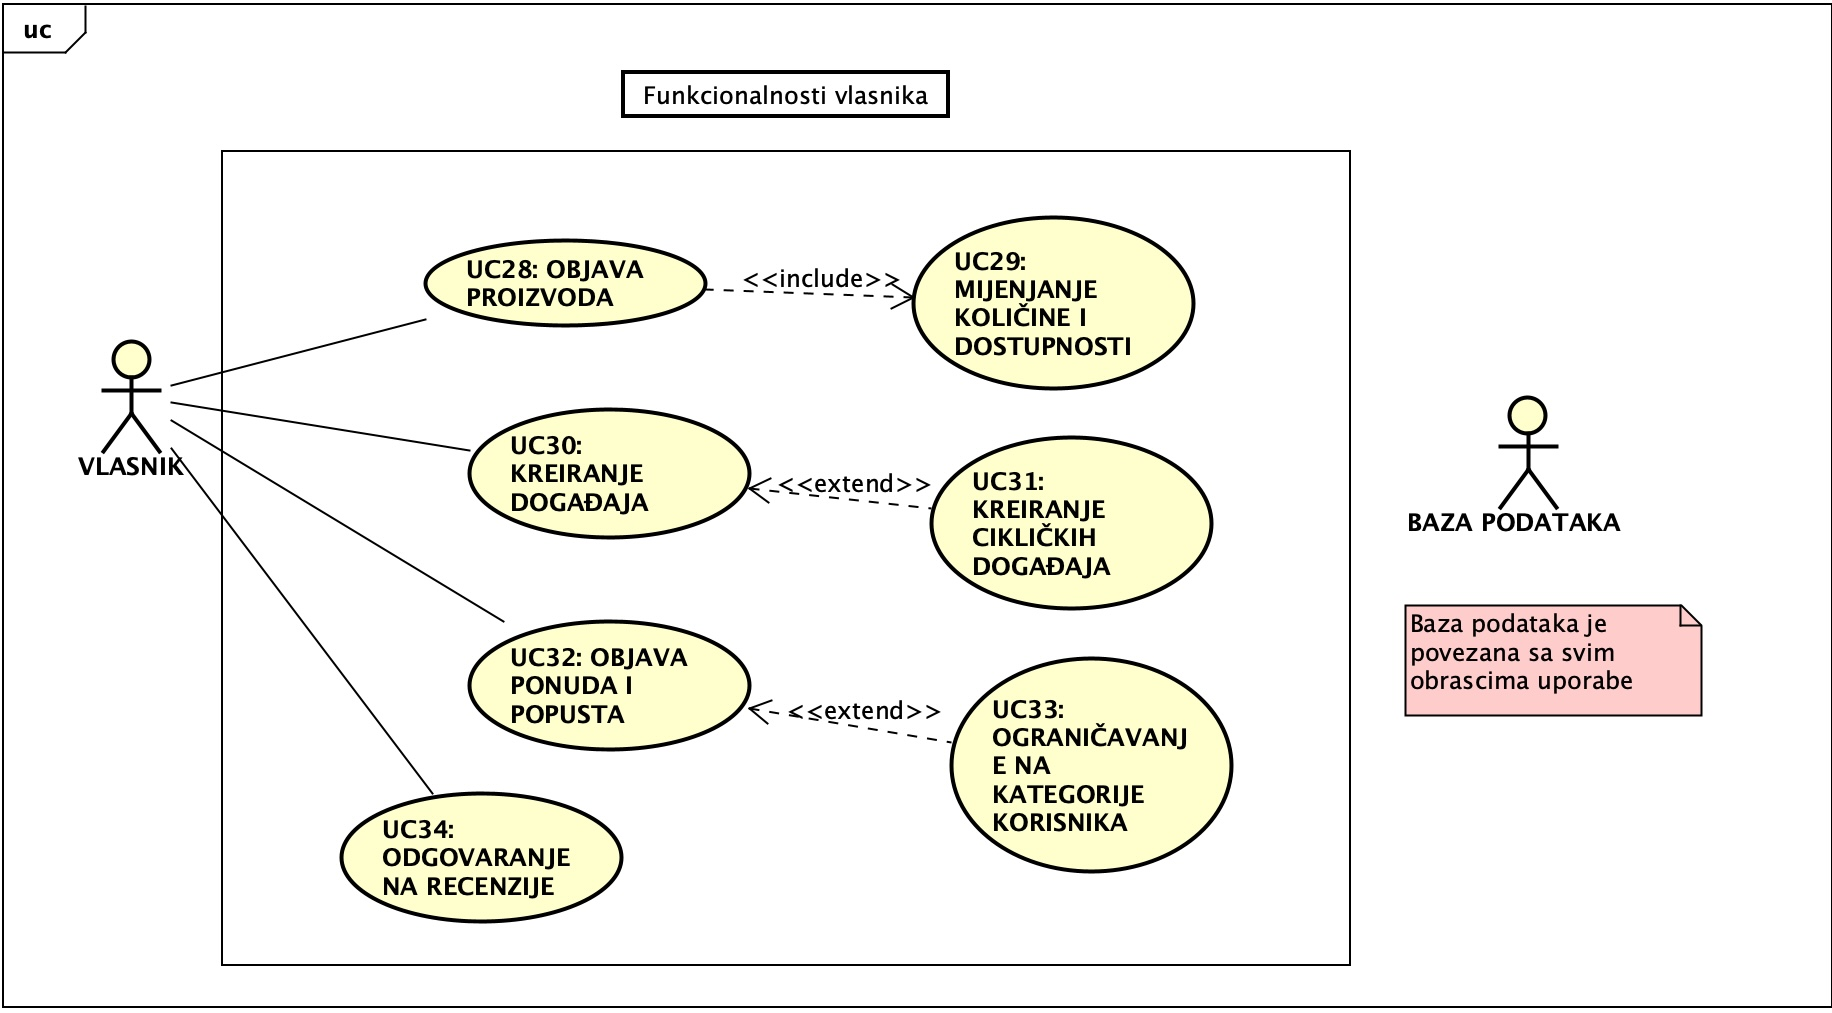 uc
Funkcionalnosti vlasnika
UC28: OBJAVA
PROIZVODA
<<include>>
UC29:
MIJENJANJE
KOLIČINE I
DOSTUPNOSTI
VLASNIK
UC30:
KREIRANJE
DOGAĐAJA
<<extend>>
UC31:
KREIRANJE
CIKLIČKIH
DOGAĐAJA
BAZA PODATAKA
Baza podataka je
povezana sa svim
obrascima uporabe
UC32: OBJAVA
PONUDA I
POPUSTA
<<extend>>
UC33:
OGRANIČAVANJ
E NA
KATEGORIJE
KORISNIKA
UC34:
ODGOVARANJE
NA RECENZIJE